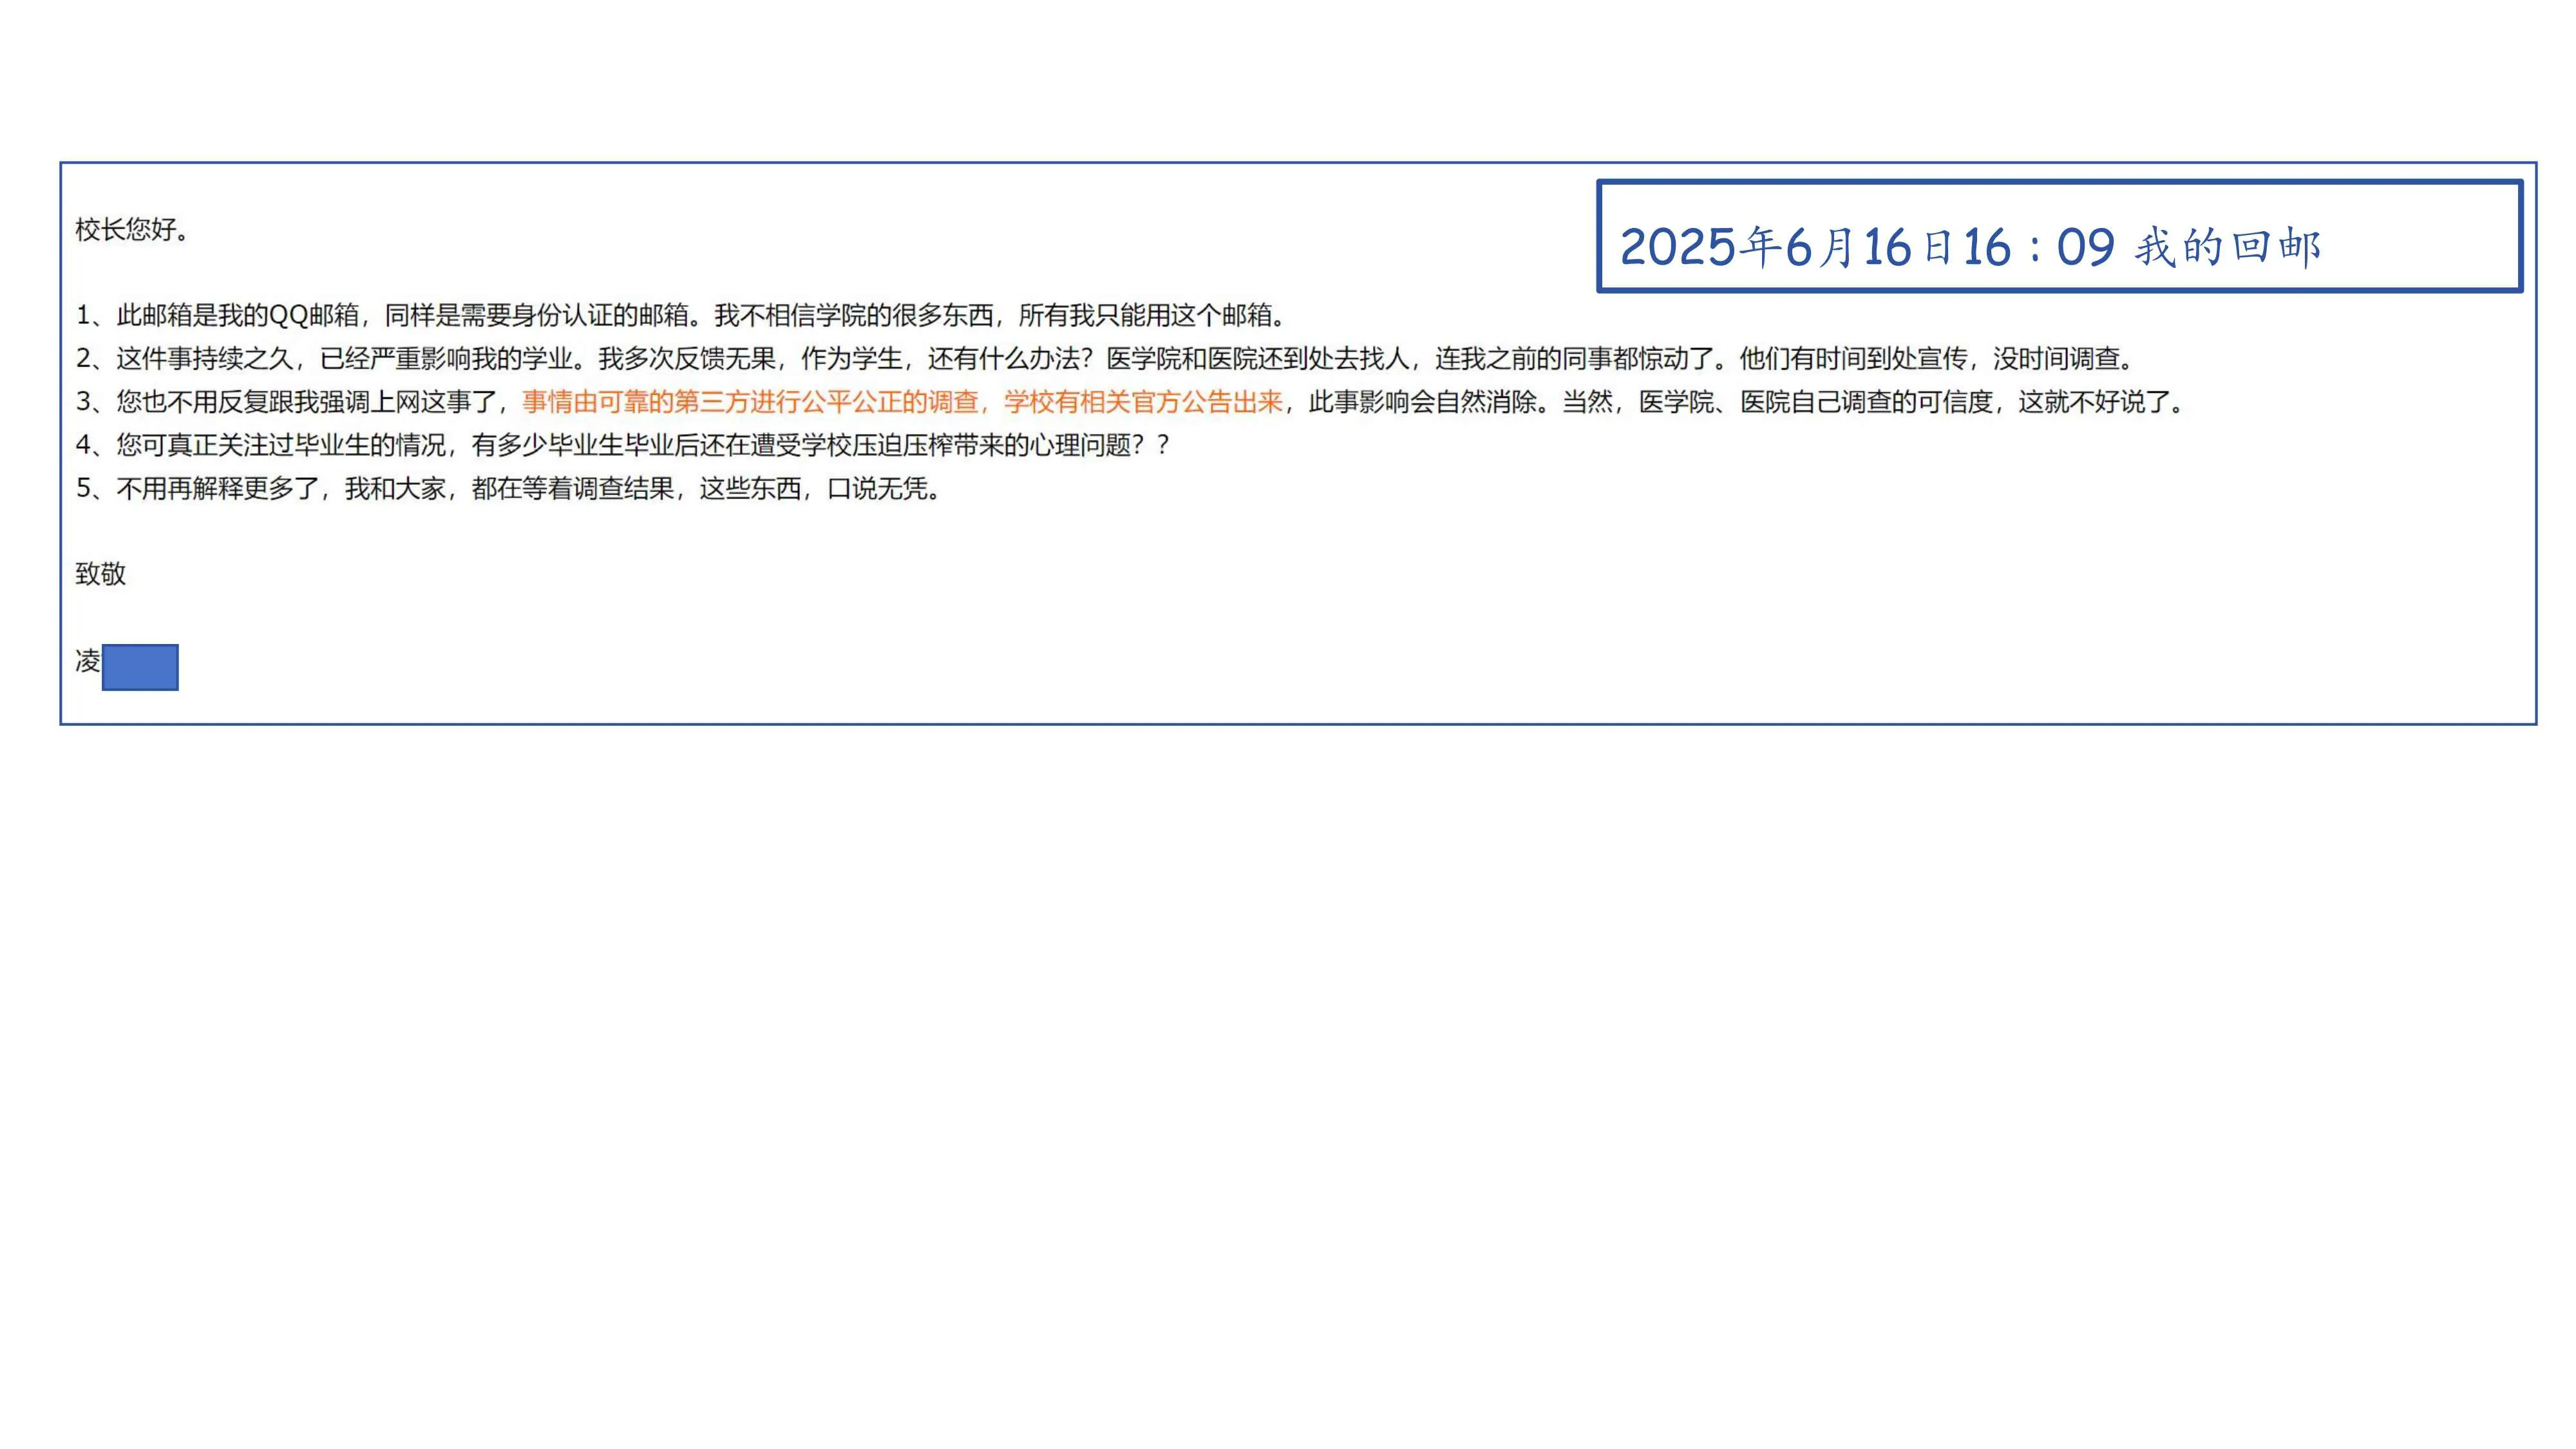 校长您好。
2025年6月16日16：09 我的回邮
1、此邮箱是我的QQ邮箱，同样是需要身份认证的邮箱。我不相信学院的很多东西，所有我只能用这个邮箱。
2、这件事持续之久，已经严重影响我的学业。我多次反馈无果，作为学生，还有什么办法？医学院和医院还到处去找人，连我之前的同事都惊动了。他们有时间到处宣传，没时间调查。
3、您也不用反复跟我强调上网这事了，事情由可靠的第三方进行公平公正的调查，学校有相关官方公告出来，此事影响会自然消除。当然，医学院、医院自己调查的可信度，这就不好说了。
4、您可真正关注过毕业生的情况，有多少毕业生毕业后还在遭受学校压迫压榨带来的心理问题？？
5、不用再解释更多了，我和大家，都在等着调查结果，这些东西，口说无凭。
致敬
凌